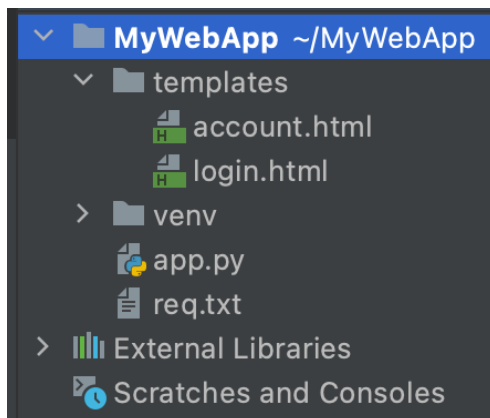 MyWebApp ~/MyWebApp
templates
account.html
login.html
venv
app.py
req.txt
External Libraries
Scratches and Consoles